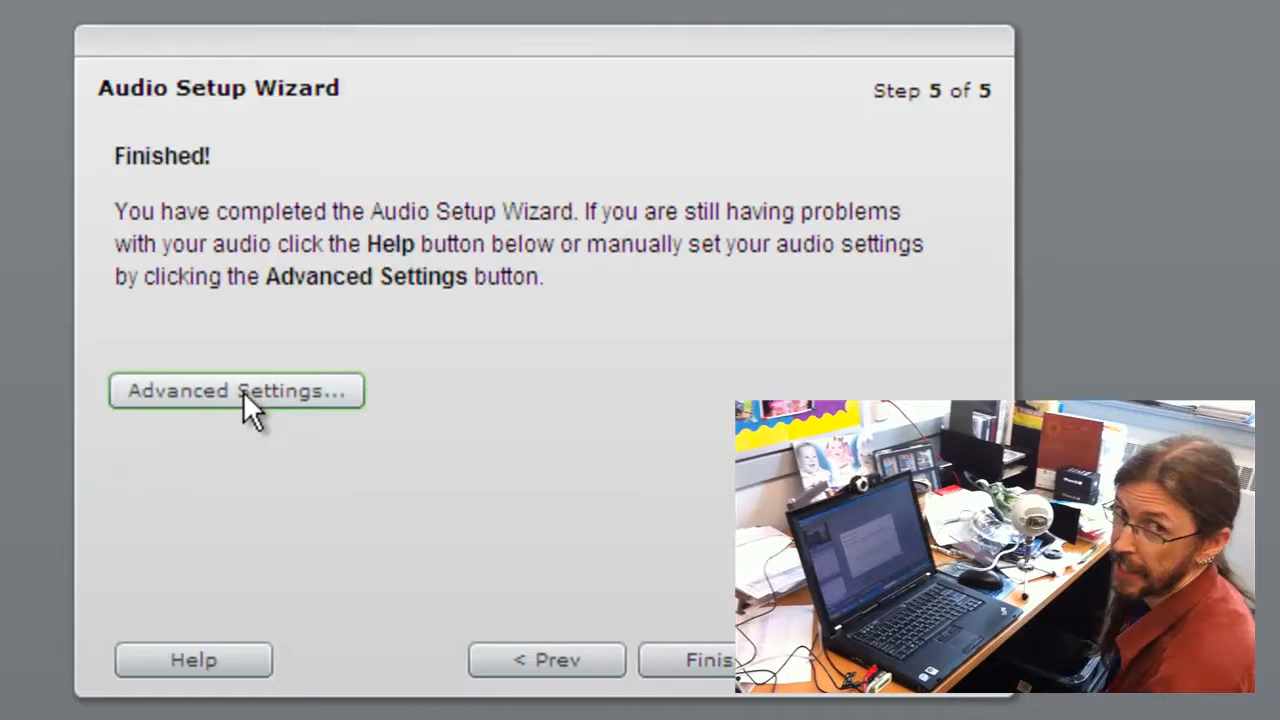 Audio Setup Wizard
Step 5 of 5
Finished!
You have completed the Audio Setup Wizard. If you are still having problems
with your audio click the Help button below or manually set your audio settings
by clicking the Advanced Settings button.
Advanced Settings...
Help
< Prev
Finis